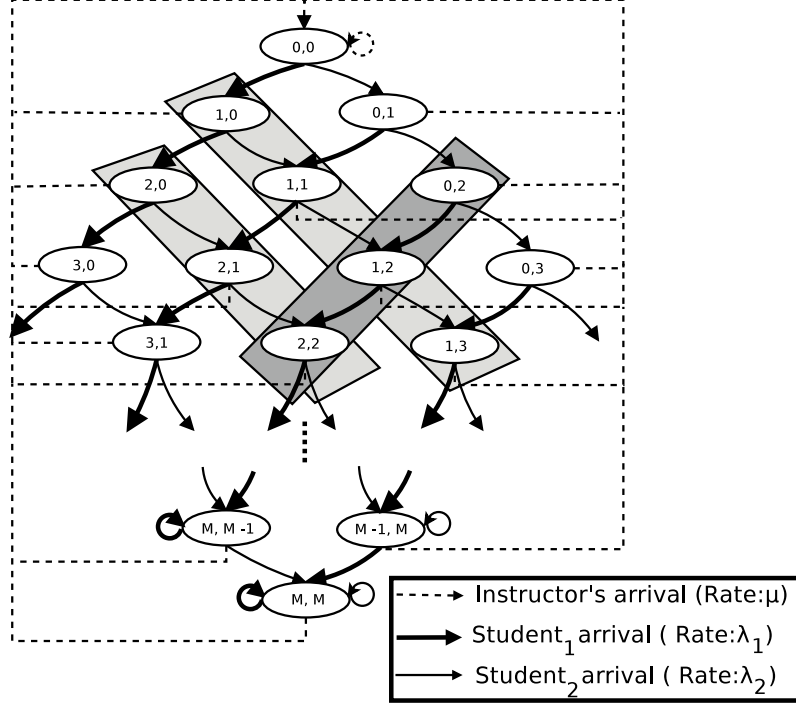 0,0
1,0
0,1
2,0
1,1
0,2
3,0
2,1
1,2
0,3
3,1
2,2
1,3
M, M -1
M -1, M
M, M
Instructor's arrival (Rate:μ)
Student₁ arrival ( Rate:λ₁)
Student₂ arrival ( Rate:λ₂)